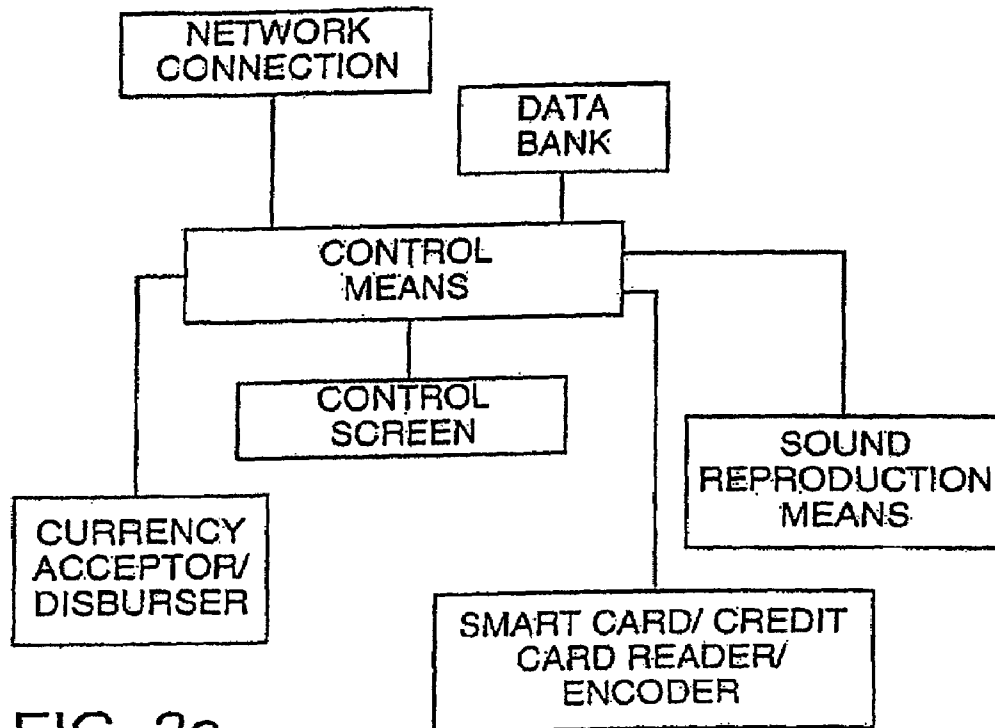 NETWORK
CONNECTION
DATA
BANK
CONTROL
MEANS
CONTROL
SCREEN
SOUND
REPRODUCTION
MEANS
CURRENCY
ACCEPTOR/
DISBURSER
SMART CARD/ CREDIT
CARD READER/
ENCODER